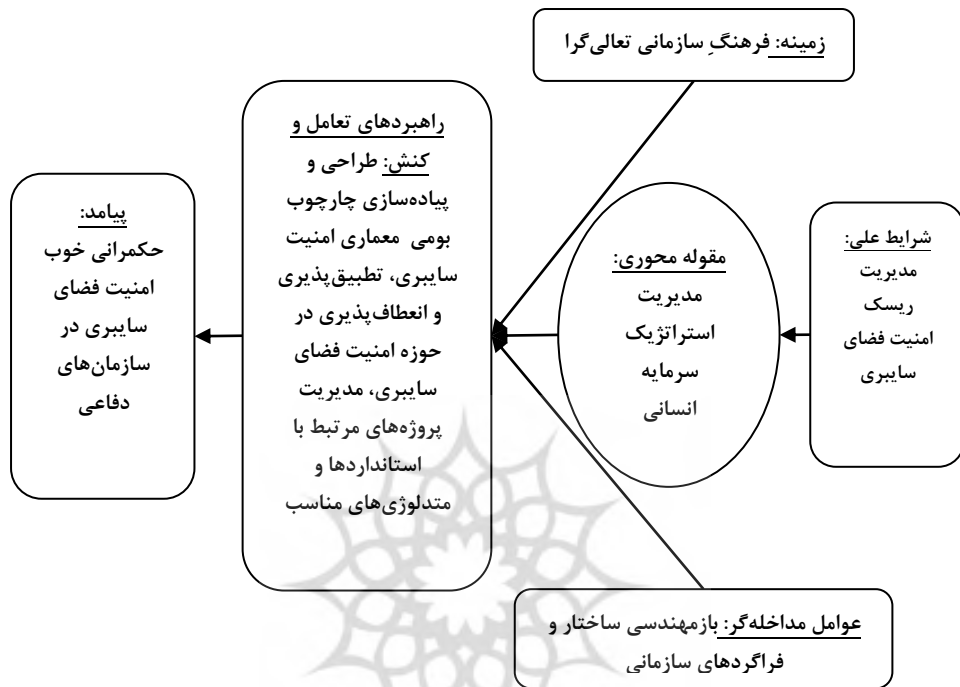 زمینه: فرهنگِ سازمانی تعالی‌گرا
شرایط علی:
مدیریت
ریسک
امنیت فضای
سایبری
مقوله محوری:
مدیریت
استراتژیک
سرمایه
انسانی
راهبردهای تعامل و
کنش: طراحی و
پیاده‌سازی چارچوب
بومی معماری امنیت
سایبری، تطبیق‌پذیری
و انعطاف‌پذیری در
حوزه امنیت فضای
سایبری، مدیریت
پروژه‌های مرتبط با
استانداردها و
متدلوژی‌های مناسب
پیامد:
حکمرانی خوب
امنیت فضای
سایبری در
سازمان‌های
دفاعی
عوامل مداخله‌گر: بازمهندسی ساختار و
فراگردهای سازمانی